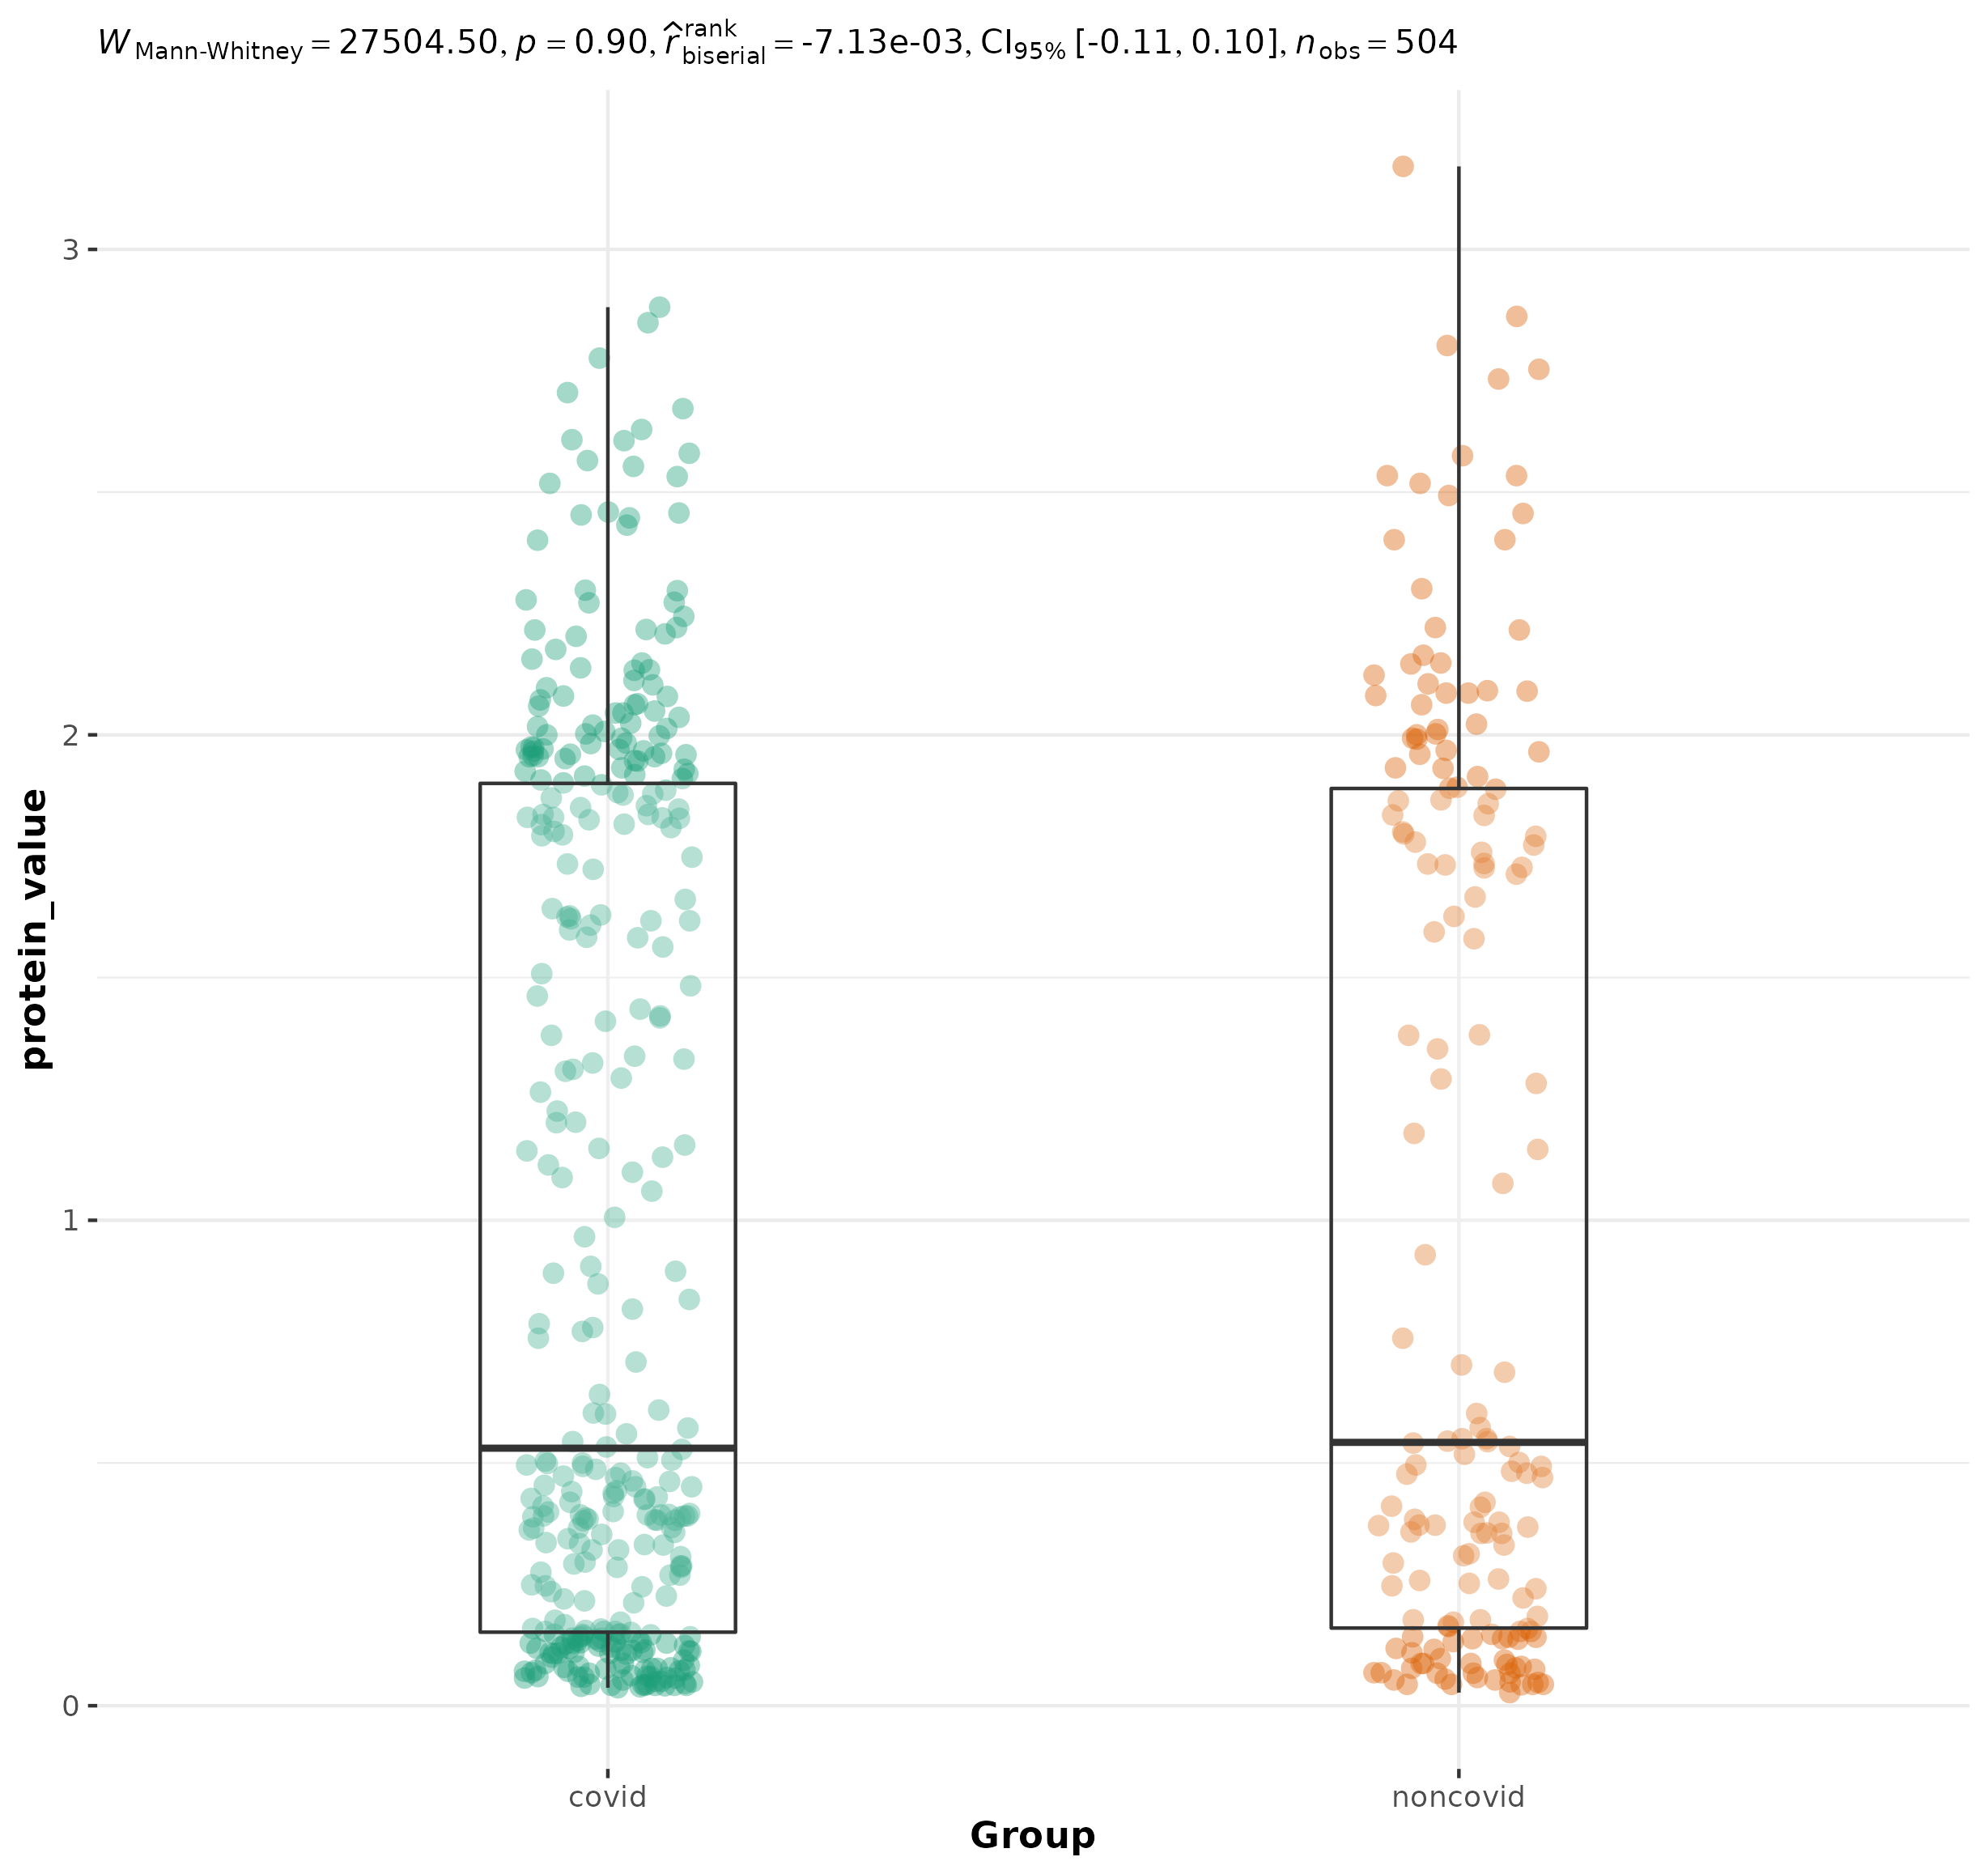 W Mann-Whitney = 27504.50, p = 0.90, r̂ rank biserial = -7.13e-03, CI95% [-0.11, 0.10], nobs = 504
3
2
1
0
protein_value
covid noncovid
Group